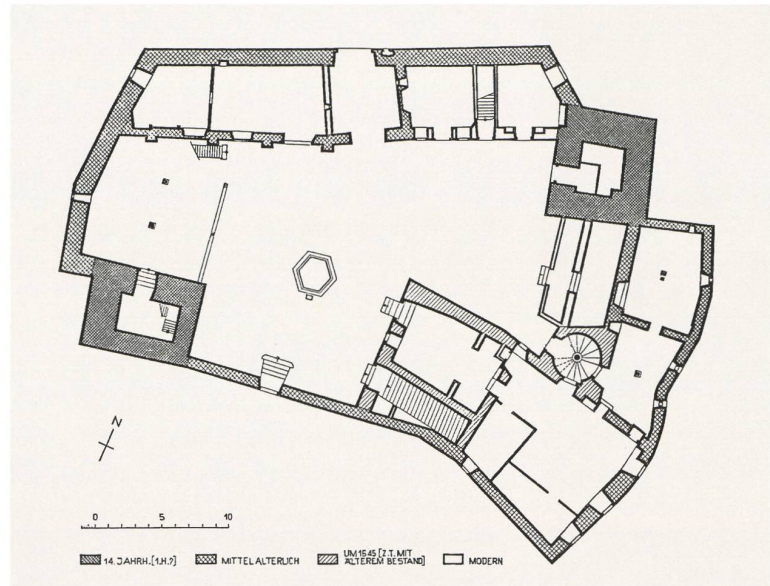 N
0 5 10
14. JAHRH. [1.H.?]
MITTELALTERLICH
UM 1545 [Z.T. MIT
ÄLTEREM BESTAND]
MODERN